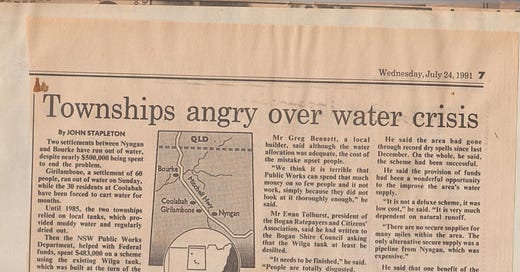 Wednesday, July 24, 1991 7
Townships angry over water crisis
By JOHN STAPLETON
Two settlements between Nyngan
and Bourke have run out of water,
despite nearly $500,000 being spent
to end the problem.
Girilambone, a settlement of 60
people, ran out of water on Sunday,
while the 30 residents at Coolabah
have been forced to cart water for
months.
Until 1985, the two townships
relied on local tanks, which pro-
vided muddy water and regularly
dried out.
Then the NSW Public Works
Department, helped with Federal
funds, spent $483,000 on a scheme
using the existing Wilga tank,
which was built at the turn of the
QLD
Bourke
Mitchell Hwy
Coolabah
Girilambone
Nyngan
Mr Greg Bennett, a local
builder, said although the water
allocation was adequate, the cost of
the mistake upset people.
"We think it is terrible that
Public Works can spend that much
money on so few people and it not
work, simply because they did not
look at it thoroughly enough," he
said.
Mr Ewan Tolhurst, president of
the Bogan Ratepayers and Citizens'
Association, said he had written to
the Bogan Shire Council asking
that the Wilga tank at least be
desilted.
"It needs to be finished," he said.
"People are totally disgusted.
He said the area had gone
through record dry spells since last
December. On the whole, he said,
the scheme had been successful.
He said the provision of funds
had been a wonderful opportunity
to improve the area's water
supply.
"It is not a deluxe scheme, it was
low cost," he said. "It is very much
dependent on natural runoff.
"There are no secure supplies for
many miles within the area. The
only alternative secure supply was a
pipeline from Nyngan, which was
expensive."
He said that one benefit of the